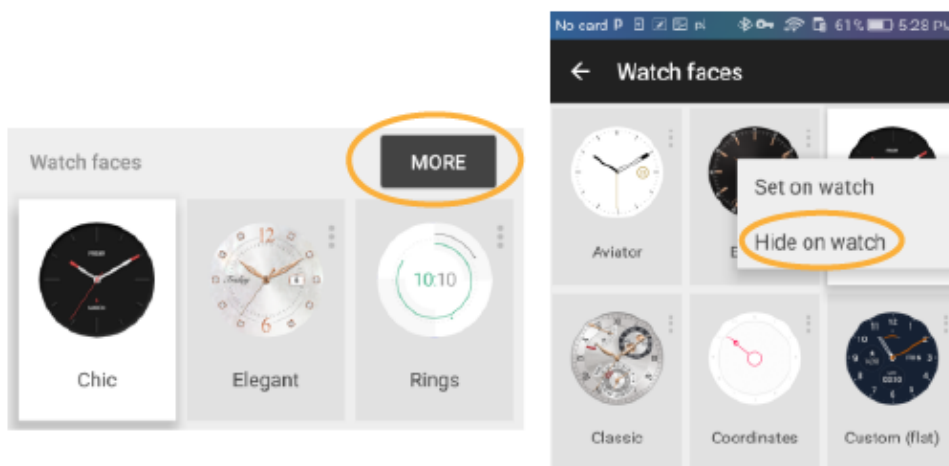 Watch faces
MORE
10:10
Chic
Elegant
Rings
No card
61% 5:28 PM
Watch faces
Set on watch
Hide on watch
Aviator
Classic
Coordinates
Custom (flat)